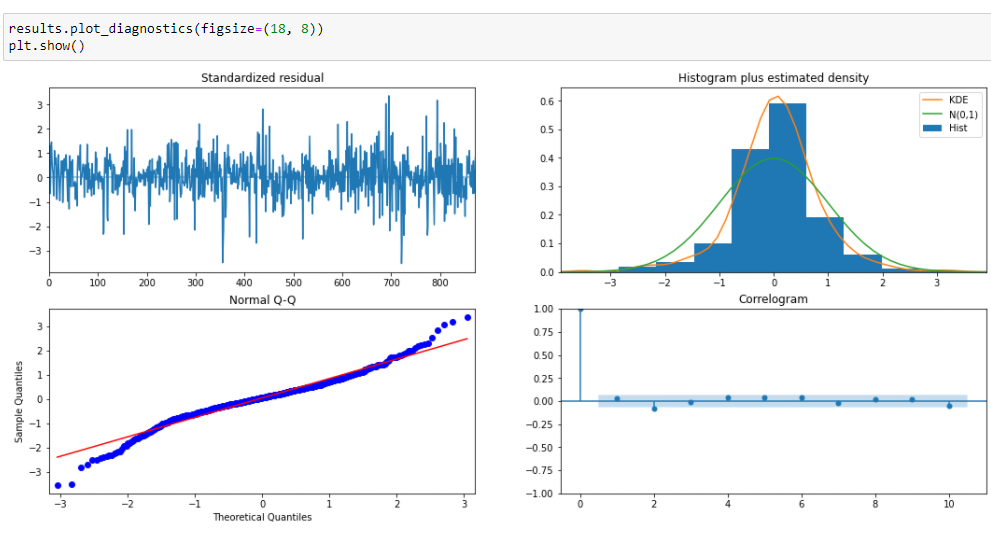 results.plot_diagnostics(figsize=(18, 8))
plt.show()
Standardized residual
3
2
1
0
−1
−2
−3
0 100 200 300 400 500 600 700 800
Histogram plus estimated density
KDE
N(0,1)
Hist
0.6
0.5
0.4
0.3
0.2
0.1
0.0
−3 −2 −1 0 1 2 3
Normal Q-Q
Sample Quantiles
3
2
1
0
−1
−2
−3
−3 −2 −1 0 1 2 3
Theoretical Quantiles
Correlogram
1.00
0.75
0.50
0.25
0.00
−0.25
−0.50
−0.75
−1.00
0 2 4 6 8 10